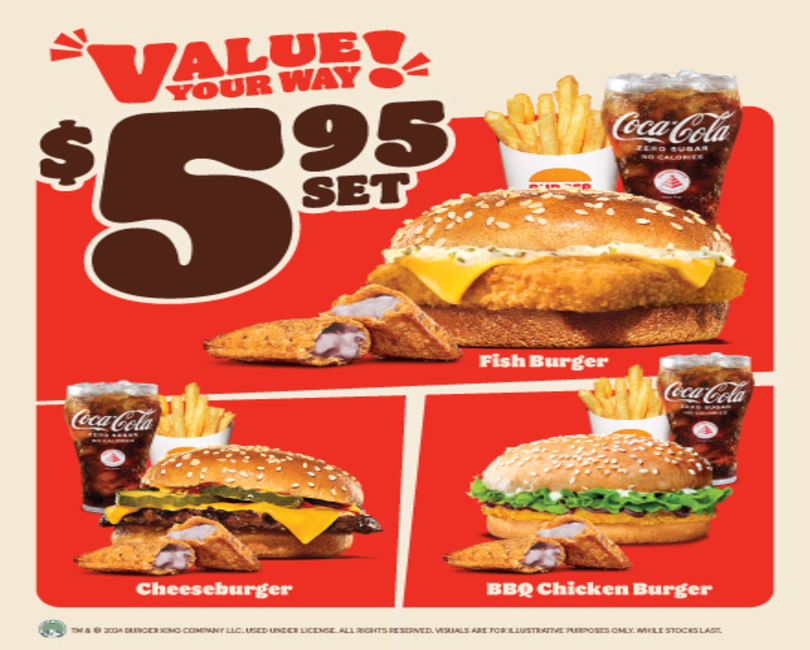 VALUE!
YOUR WAY
$5.95
SET
Coca-Cola
ZERO SUGAR
NO CALORIES
BURGER
Fish Burger
Coca-Cola
ZERO SUGAR
NO CALORIES
Coca-Cola
ZERO SUGAR
NO CALORIES
Cheeseburger
BBQ Chicken Burger
TM & © 2024 BURGER KING COMPANY LLC. USED UNDER LICENSE. ALL RIGHTS RESERVED. VISUALS ARE FOR ILLUSTRATIVE PURPOSES ONLY. WHILE STOCKS LAST.